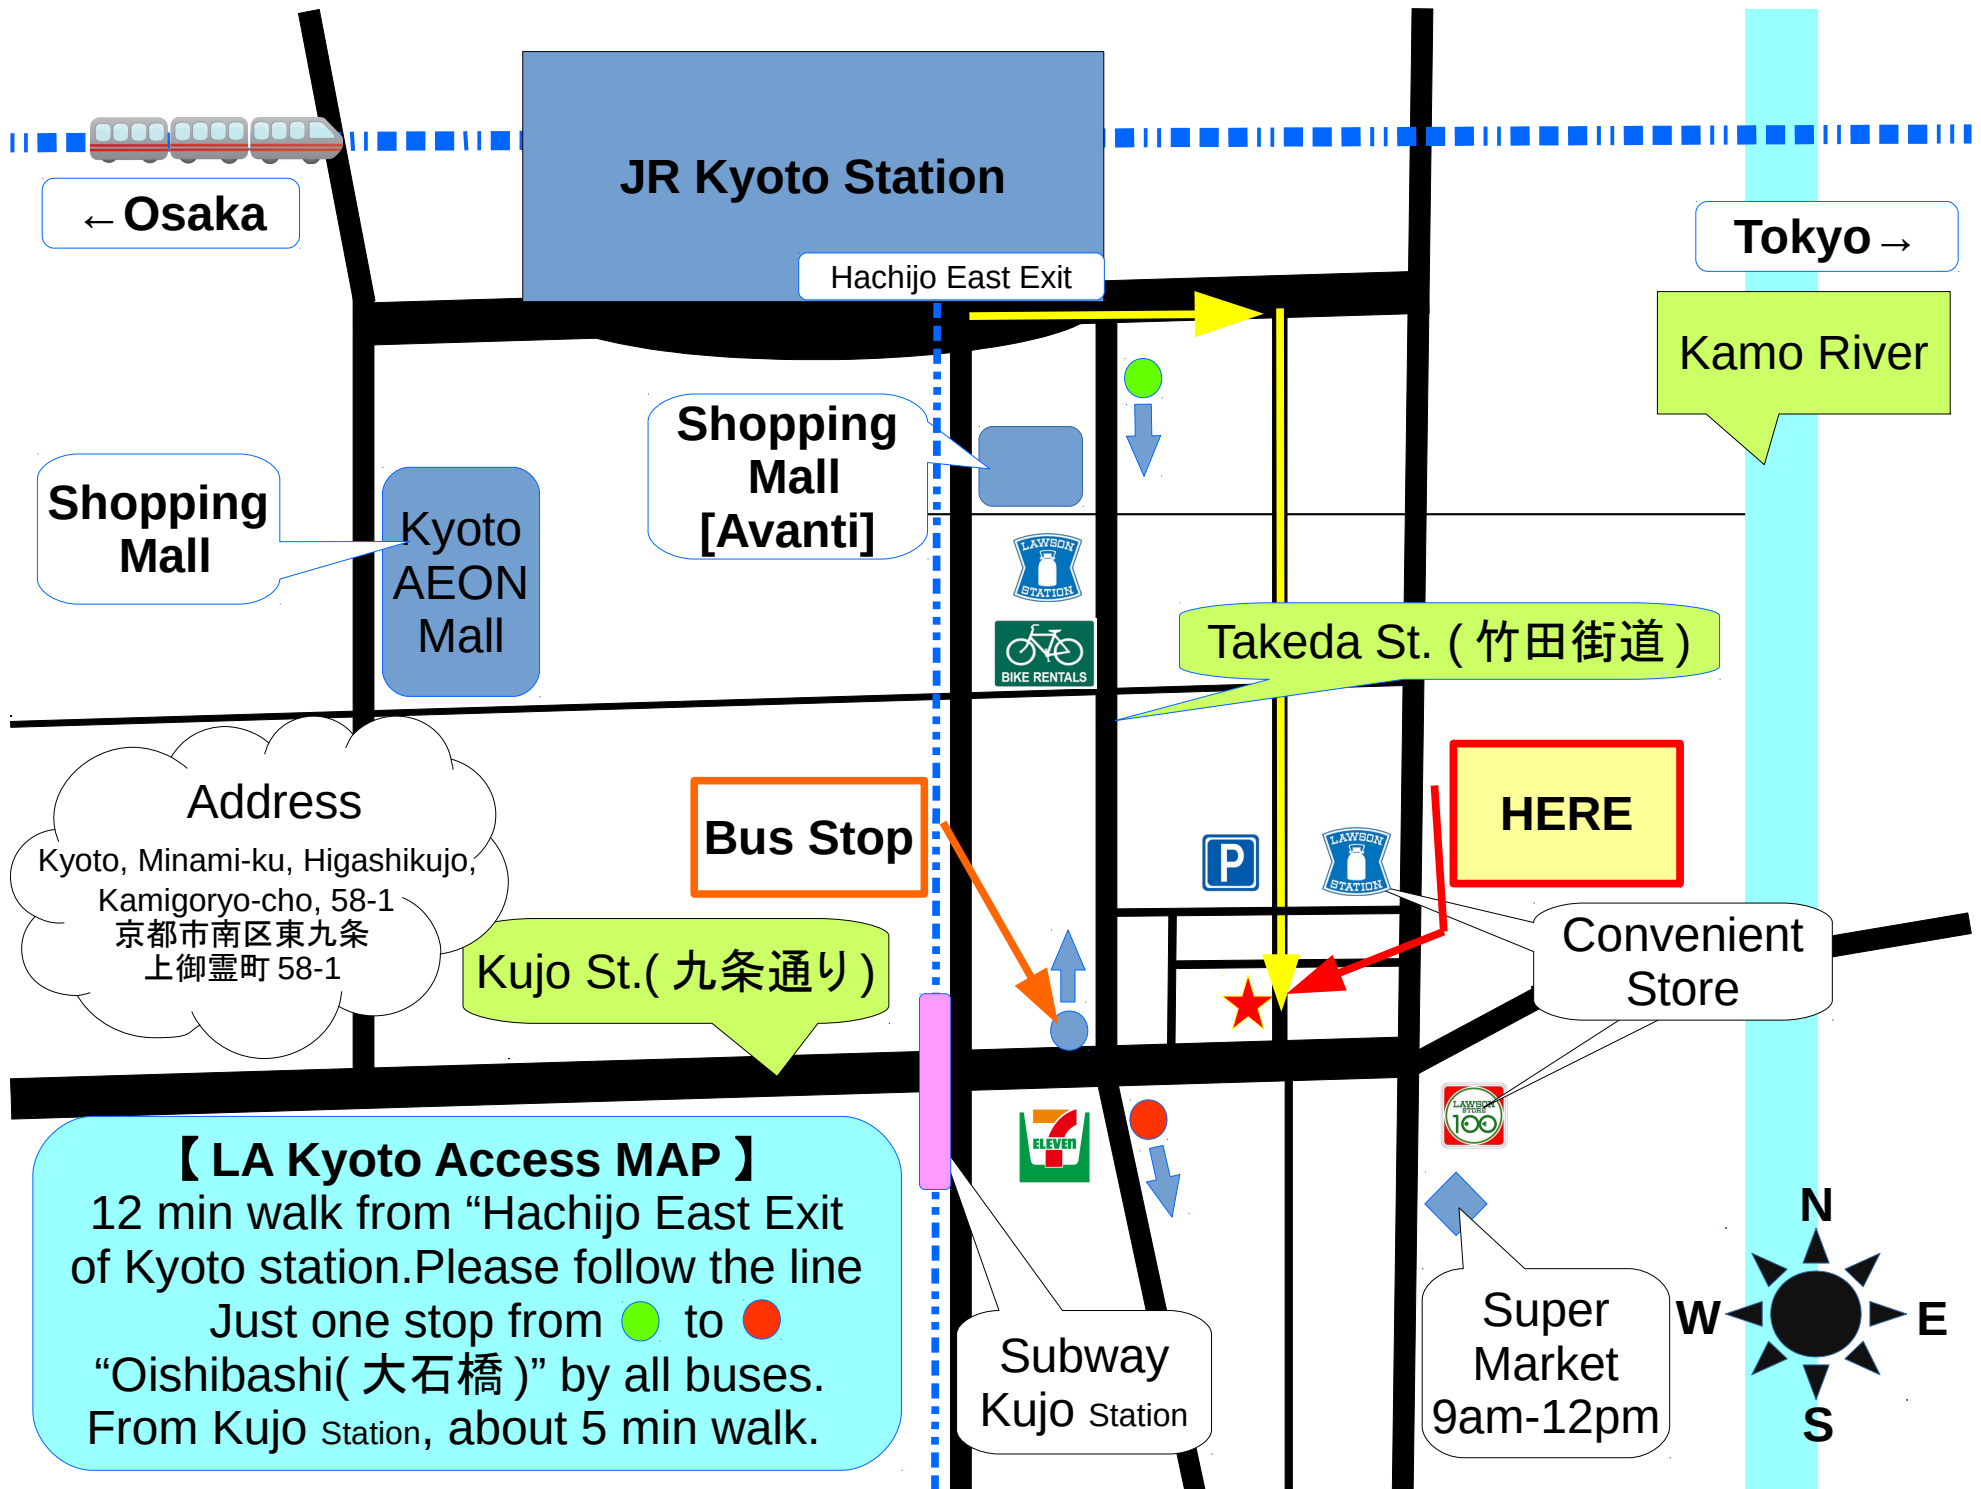 JR Kyoto Station
←Osaka
Tokyo→
Hachijo East Exit
Kamo River
Shopping
Mall
[Avanti]
Shopping
Mall
Kyoto
AEON
Mall
LAWSON
STATION
BIKE RENTALS
Takeda St. ( 竹田街道 )
Address
Kyoto, Minami-ku, Higashikujo,
Kamigoryo-cho, 58-1
京都市南区東九条
上御霊町 58-1
Bus Stop
HERE
P
LAWSON
STATION
Convenient
Store
Kujo St.( 九条通り )
【 LA Kyoto Access MAP 】
12 min walk from “Hachijo East Exit
of Kyoto station.Please follow the line
Just one stop from to
“Oishibashi( 大石橋 )” by all buses.
From Kujo Station, about 5 min walk.
7
ELEVEn
LAWSON
STORE
100
Subway
Kujo Station
Super
Market
9am-12pm
N
W
E
S